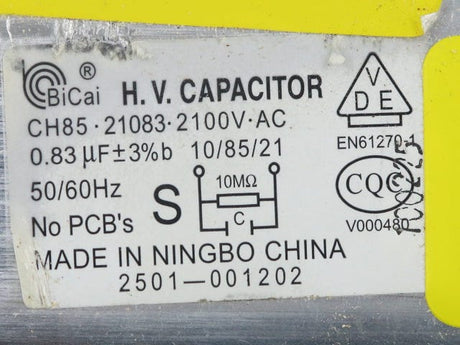 BiCai ® H. V. CAPACITOR
CH85·21083·2100V·AC
0.83 µF±3%b 10/85/21
50/60Hz
10MΩ
No PCB's S
C
MADE IN NINGBO CHINA
2501—001202
V
D E
EN61270-1
CQC
V000480